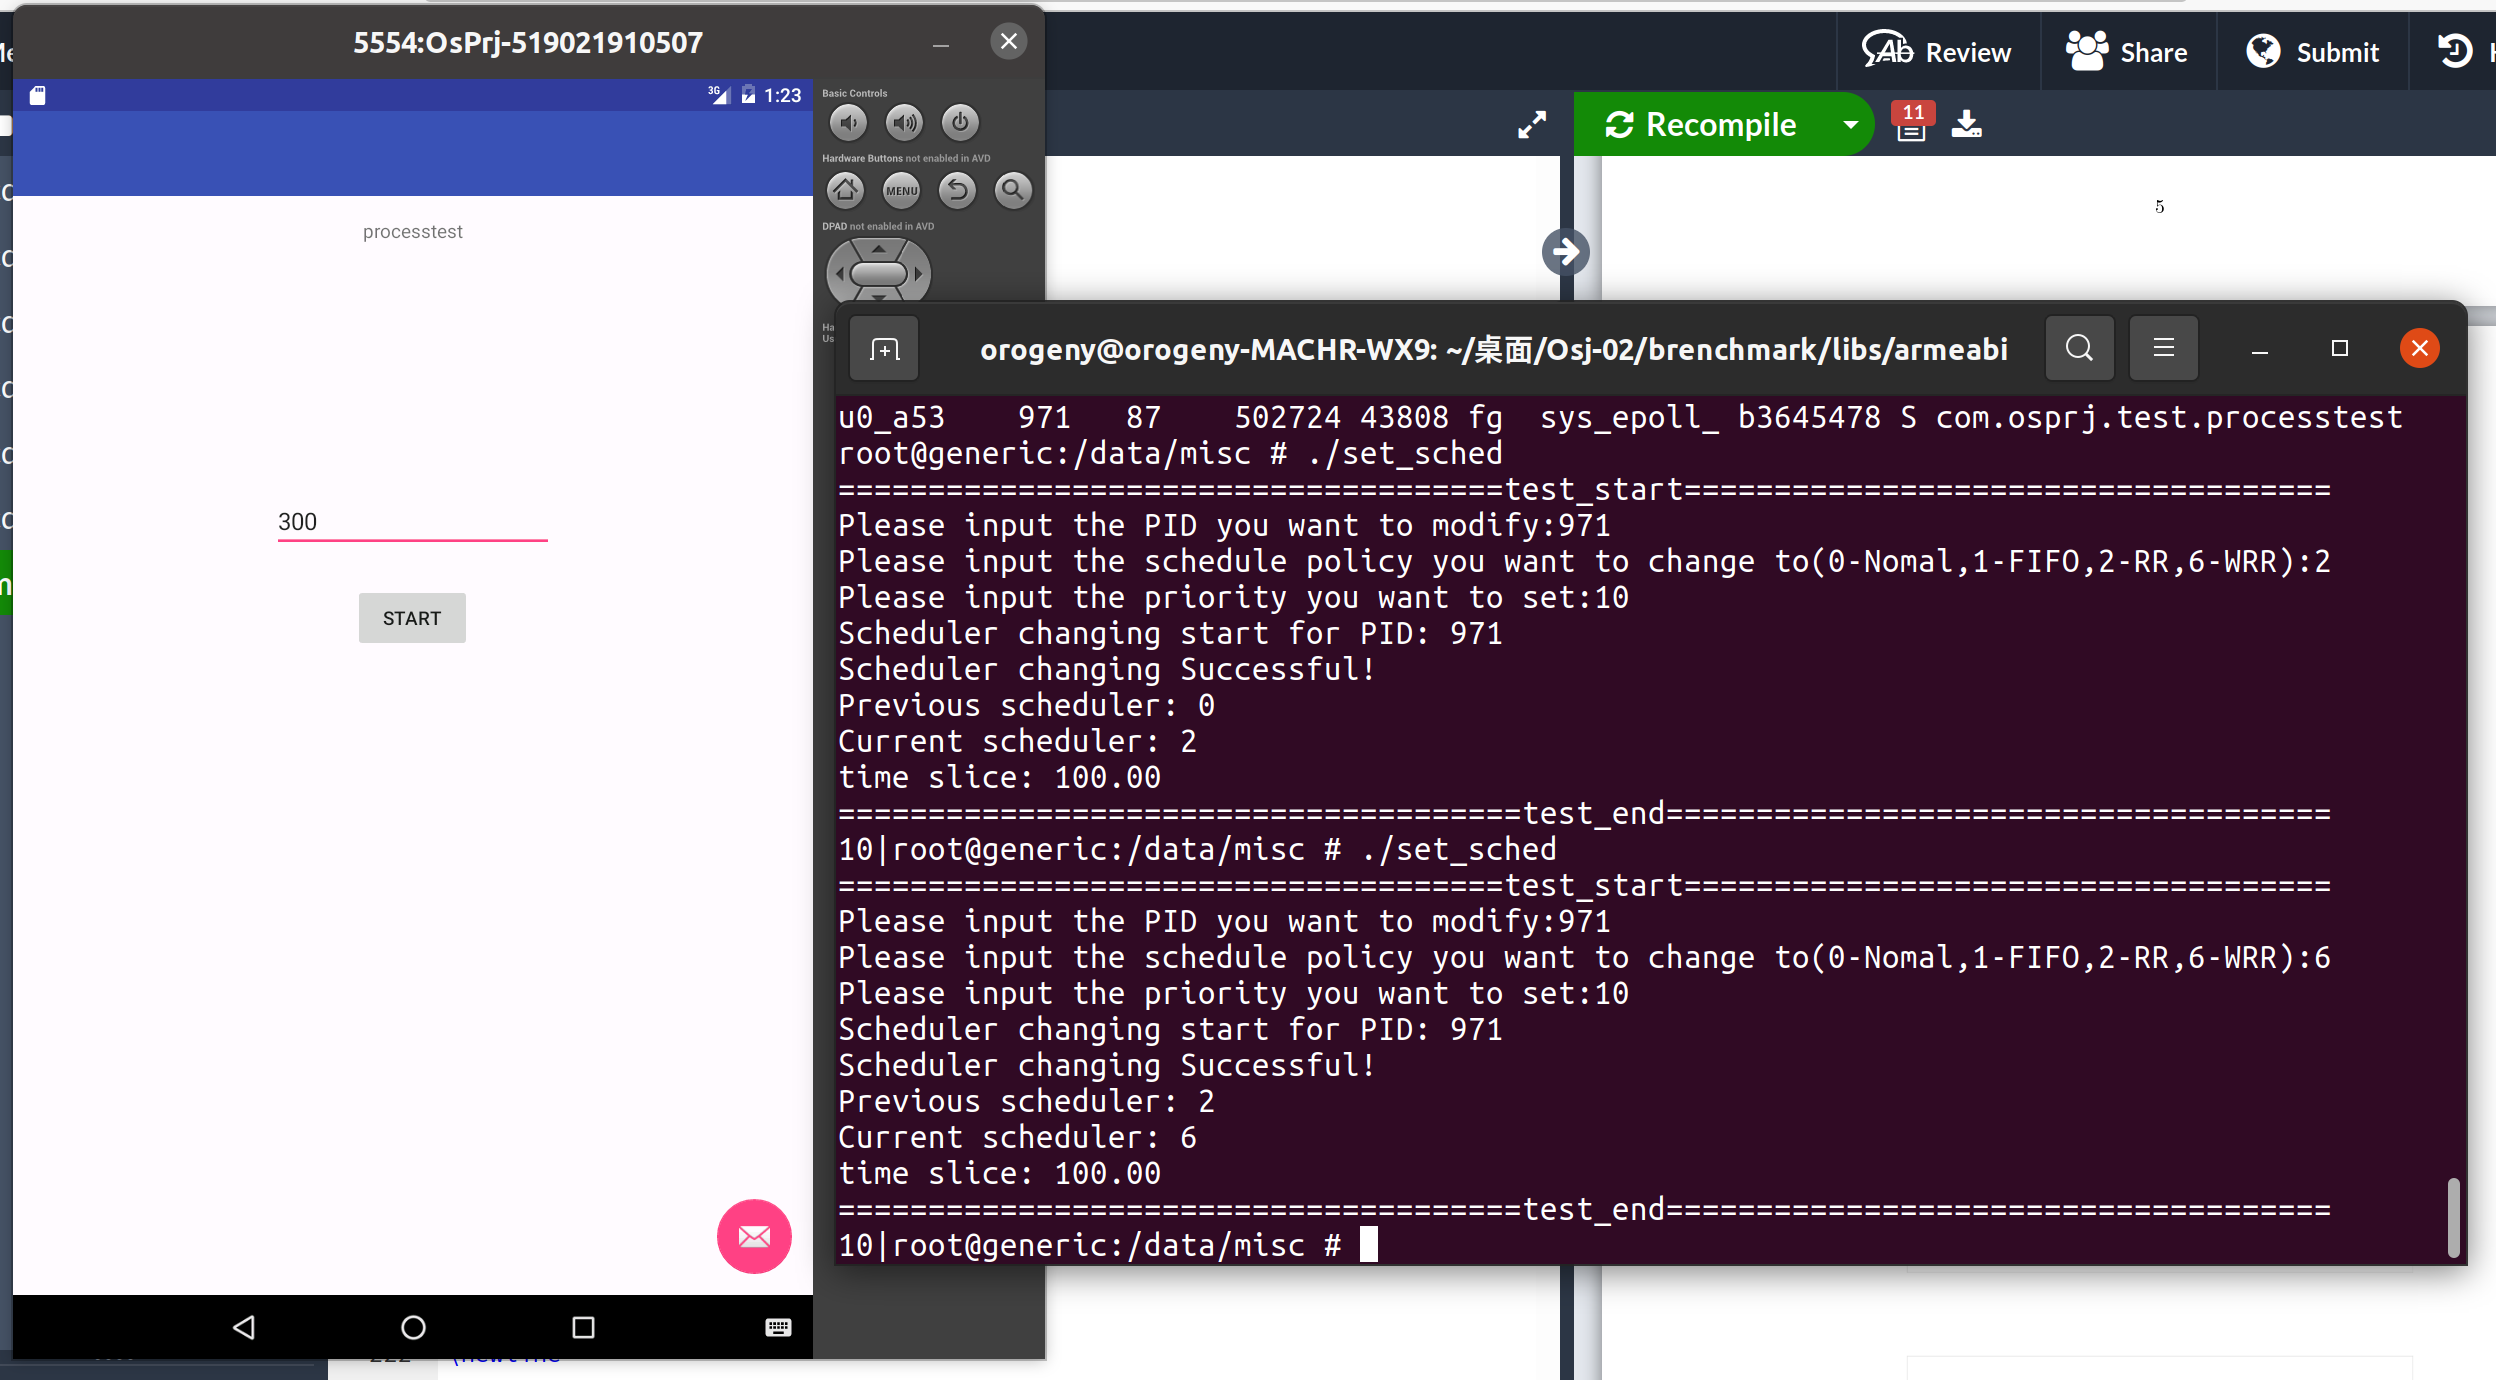 5554:OsPrj-519021910507
3G 1:23
processtest
300
START
Basic Controls
Hardware Buttons not enabled in AVD
MENU
DPAD not enabled in AVD
Review
Share
Submit
Recompile
11
5
orogeny@orogeny-MACHR-WX9: ~/桌面/Osj-02/brenchmark/libs/armeabi
u0_a53    971   87    502724 43808 fg  sys_epoll_ b3645478 S com.osprj.test.processtest
root@generic:/data/misc # ./set_sched
=====================================test_start====================================
Please input the PID you want to modify:971
Please input the schedule policy you want to change to(0-Nomal,1-FIFO,2-RR,6-WRR):2
Please input the priority you want to set:10
Scheduler changing start for PID: 971
Scheduler changing Successful!
Previous scheduler: 0
Current scheduler: 2
time slice: 100.00
======================================test_end=====================================
10|root@generic:/data/misc # ./set_sched
=====================================test_start====================================
Please input the PID you want to modify:971
Please input the schedule policy you want to change to(0-Nomal,1-FIFO,2-RR,6-WRR):6
Please input the priority you want to set:10
Scheduler changing start for PID: 971
Scheduler changing Successful!
Previous scheduler: 2
Current scheduler: 6
time slice: 100.00
======================================test_end=====================================
10|root@generic:/data/misc #